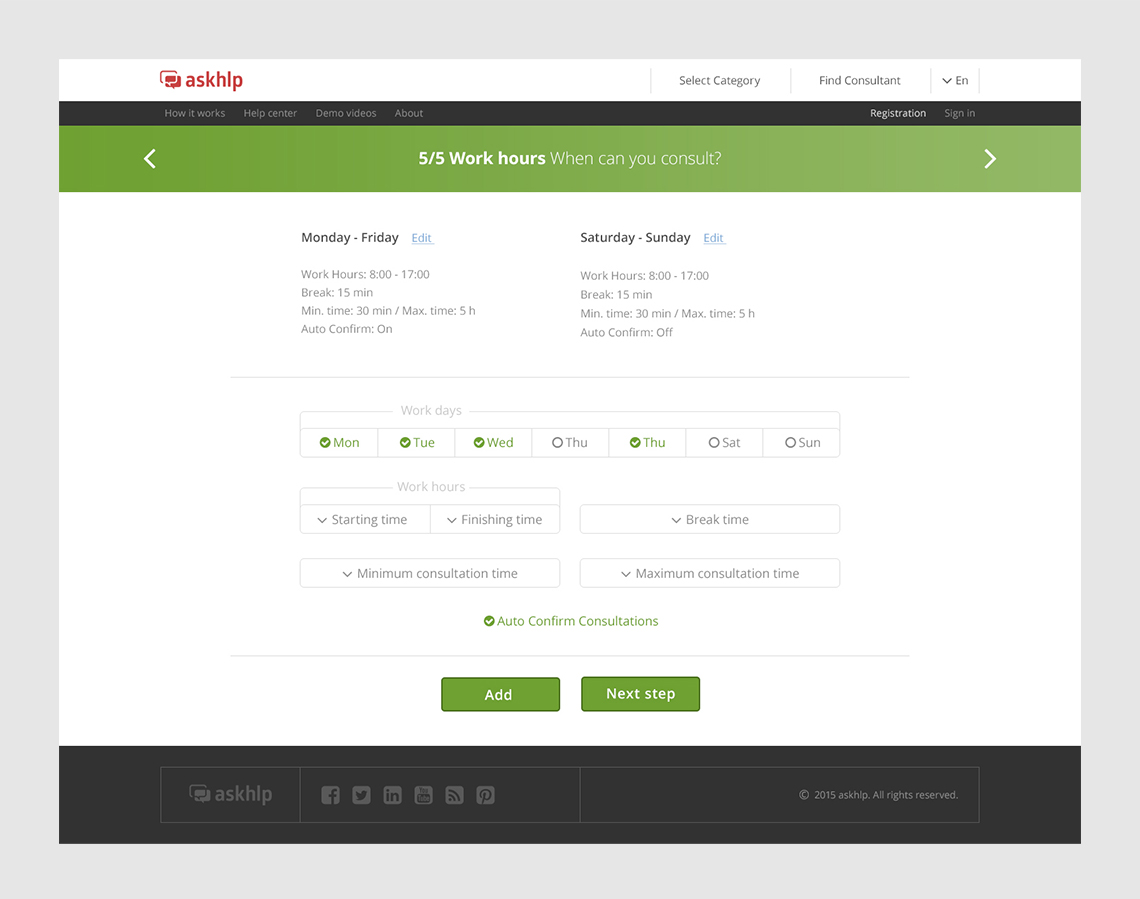 askhlp
Select Category
Find Consultant
En
How it works
Help center
Demo videos
About
Registration
Sign in
5/5 Work hours When can you consult?
Monday - Friday Edit
Work Hours: 8:00 - 17:00
Break: 15 min
Min. time: 30 min / Max. time: 5 h
Auto Confirm: On
Saturday - Sunday Edit
Work Hours: 8:00 - 17:00
Break: 15 min
Min. time: 30 min / Max. time: 5 h
Auto Confirm: Off
Work days
Mon
Tue
Wed
Thu
Thu
Sat
Sun
Work hours
Starting time
Finishing time
Break time
Minimum consultation time
Maximum consultation time
Auto Confirm Consultations
Add
Next step
askhlp
You
Tube
© 2015 askhlp. All rights reserved.